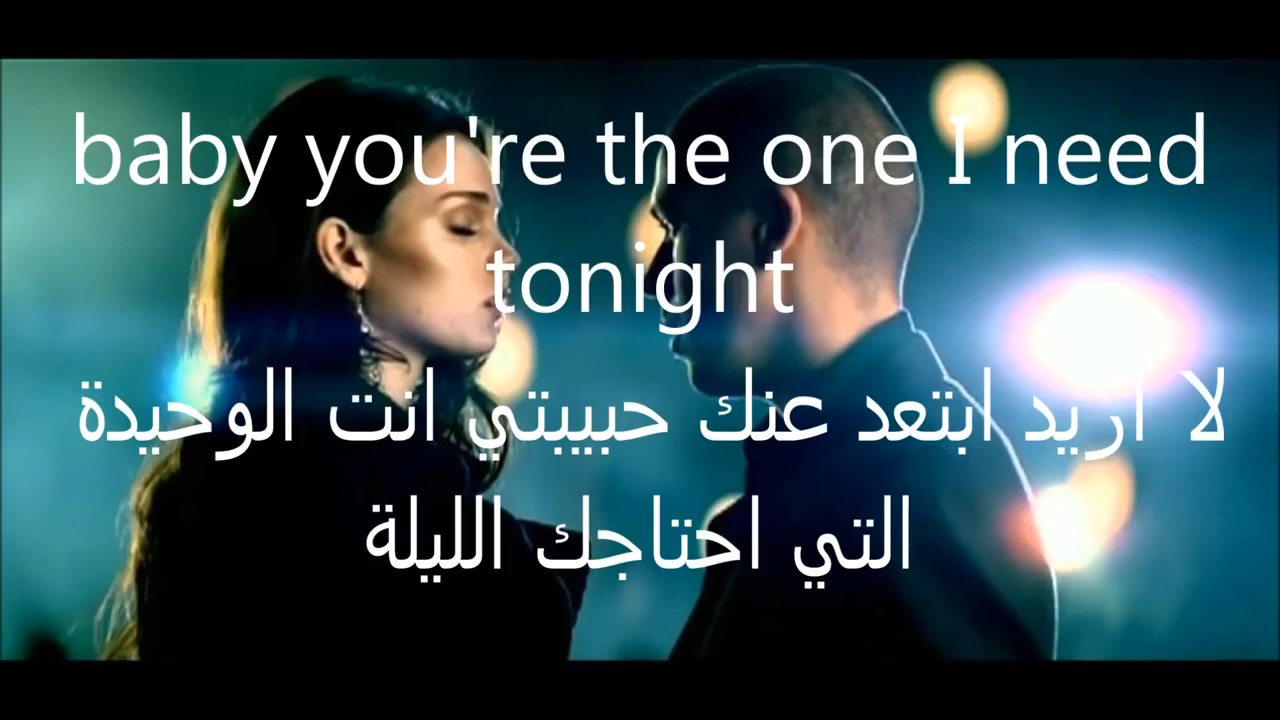 baby you're the one I need
tonight
لا اريد ابتعد عنك حبيبتي انت الوحيدة
التي احتاجك الليلة